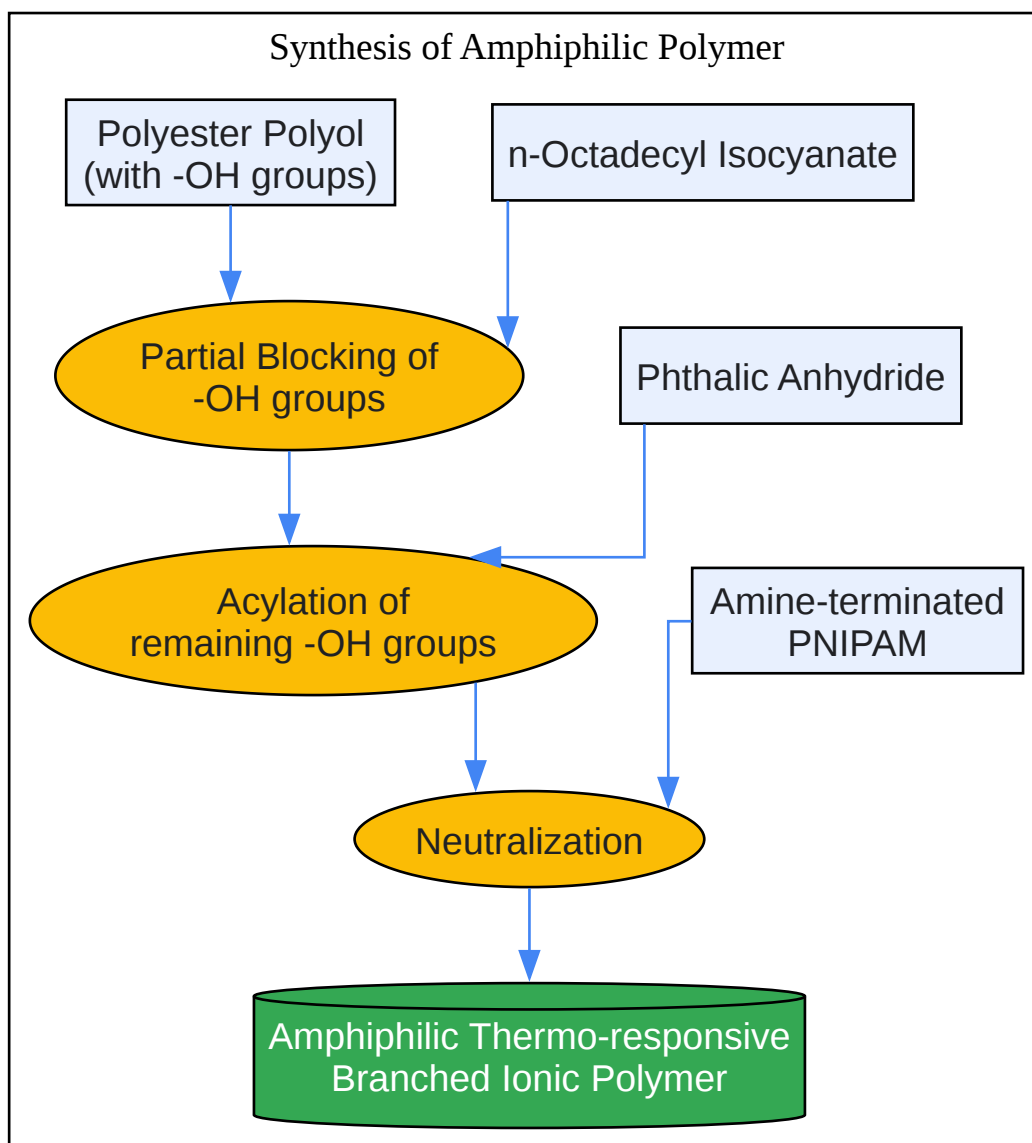 Synthesis of Amphiphilic Polymer
Polyester Polyol
(with -OH groups)
n-Octadecyl Isocyanate
Partial Blocking of
-OH groups
Phthalic Anhydride
Acylation of
remaining -OH groups
Amine-terminated
PNIPAM
Neutralization
Amphiphilic Thermo-responsive
Branched Ionic Polymer